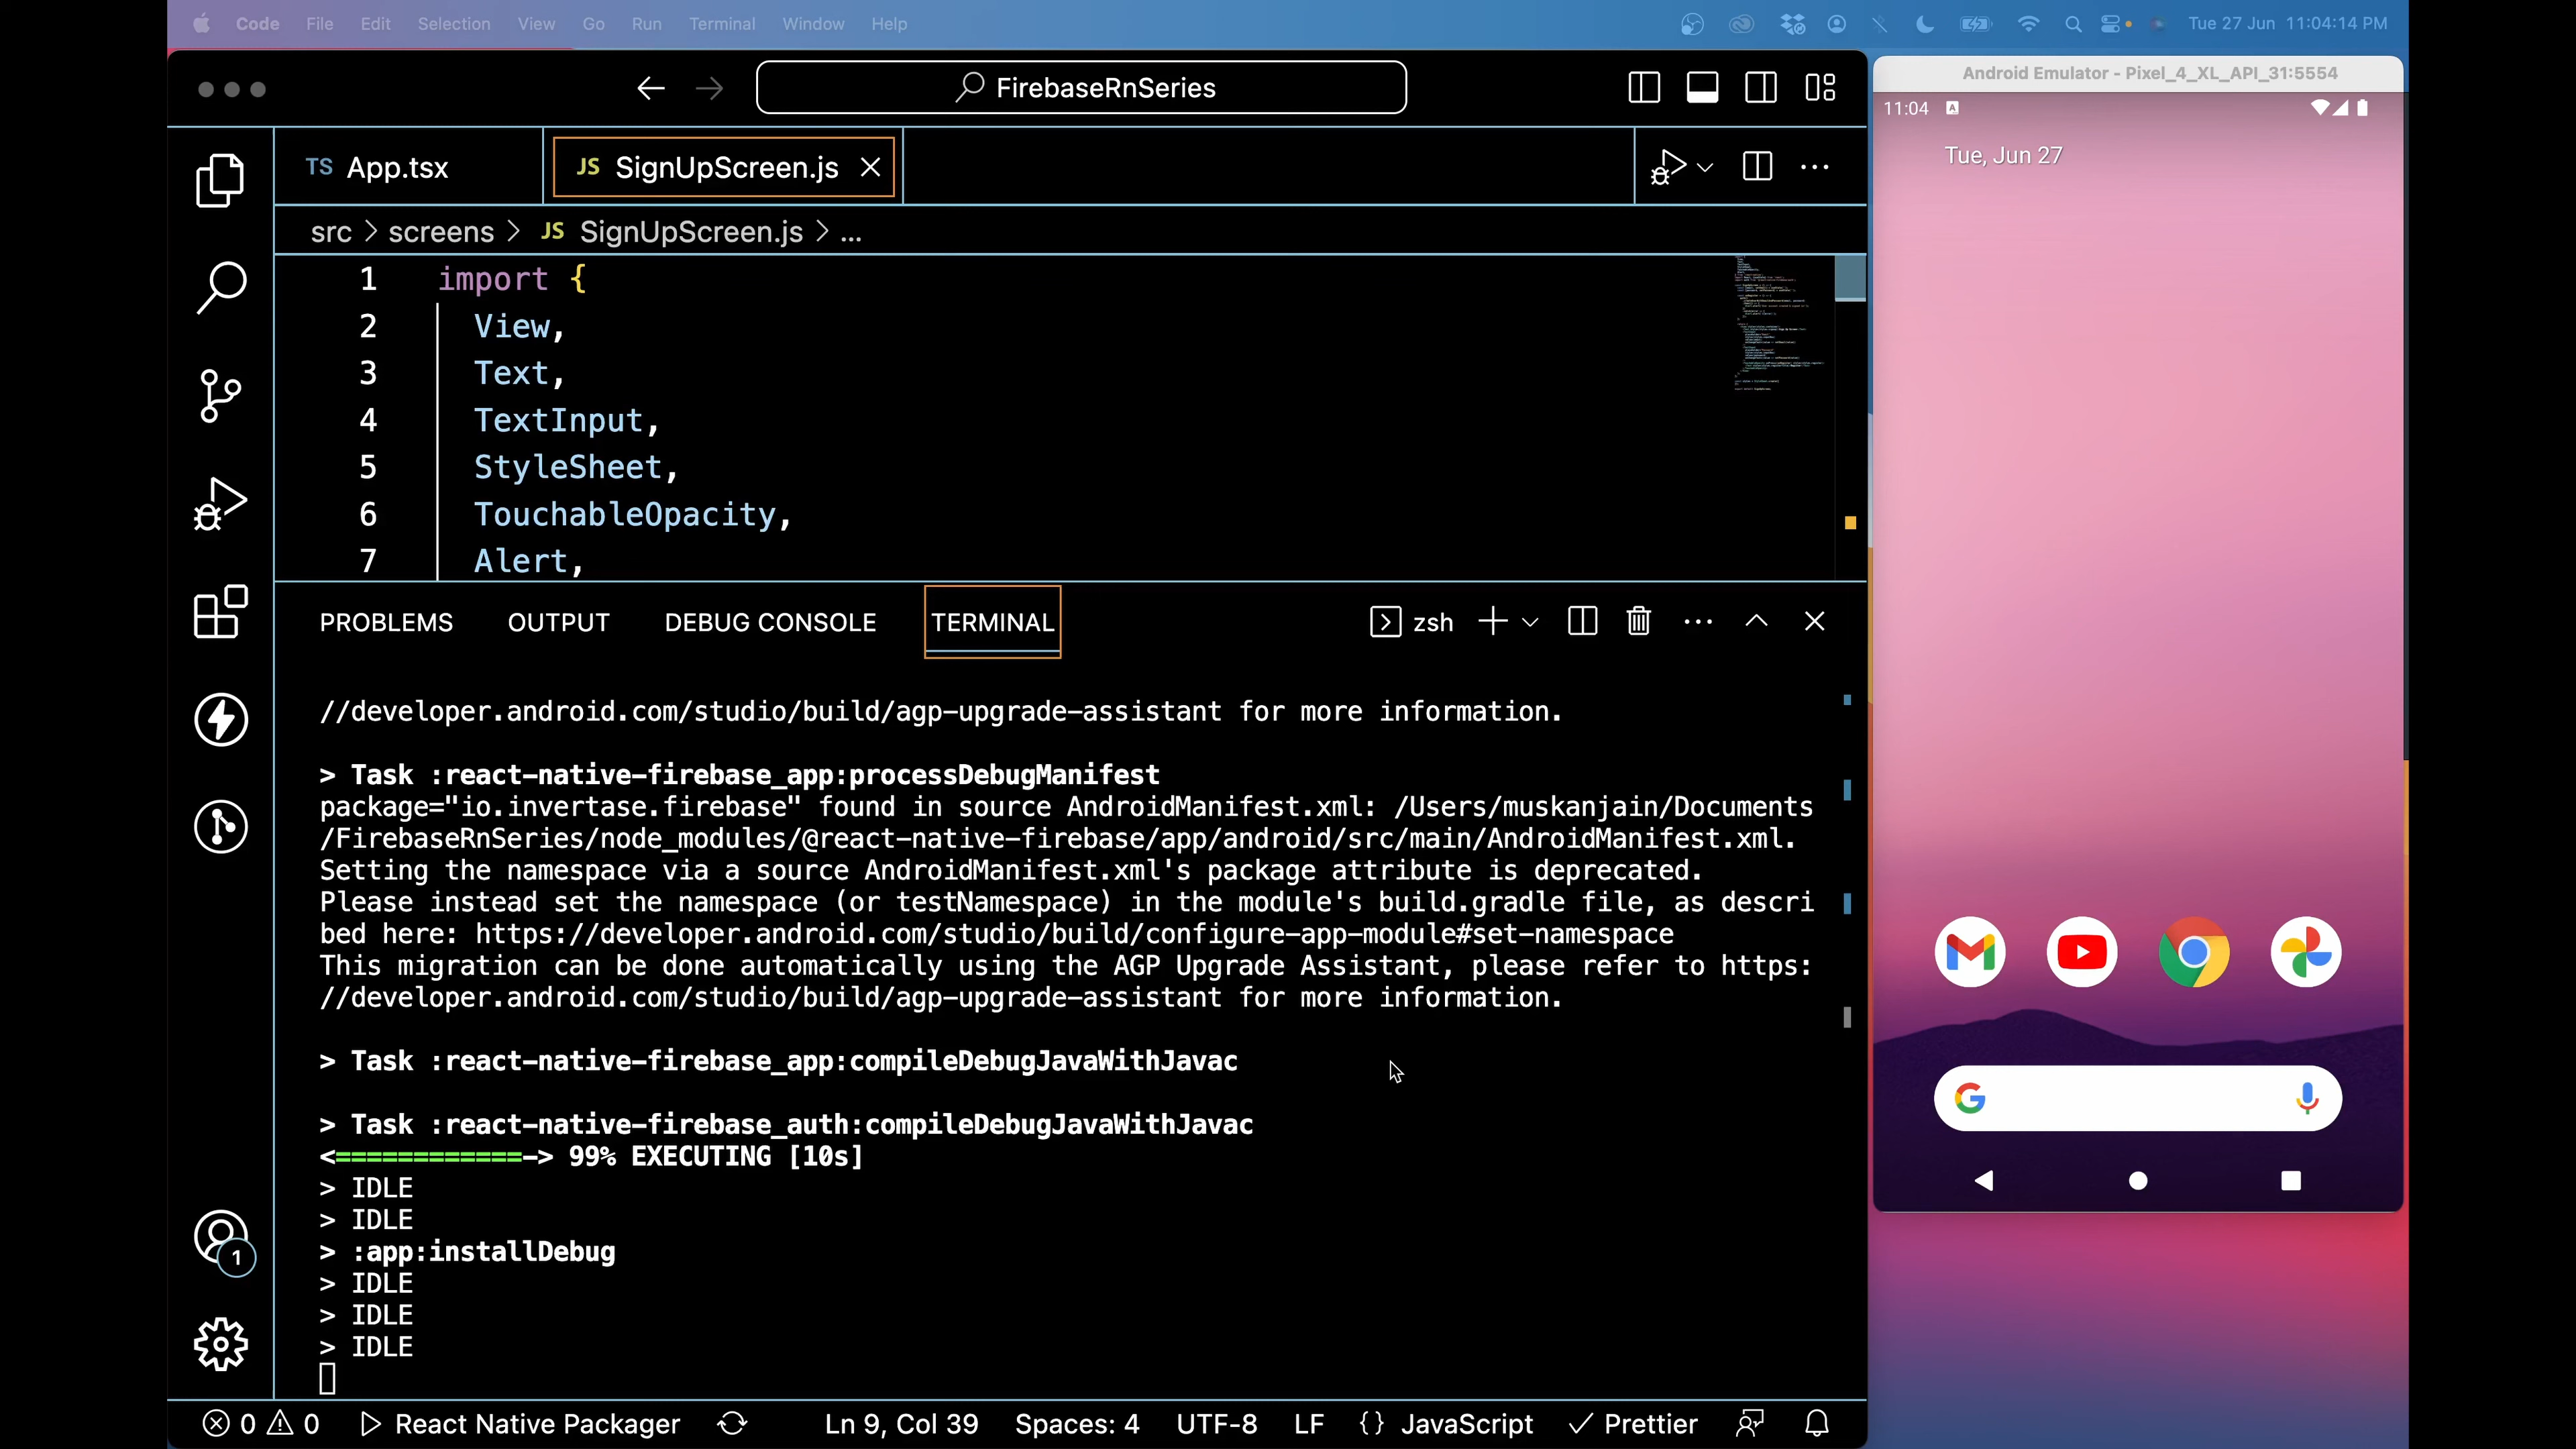 Code File Edit Selection View Go Run Terminal Window Help
Tue 27 Jun 11:04:14 PM
FirebaseRnSeries
TS App.tsx
JS SignUpScreen.js
src > screens > JS SignUpScreen.js > ...
1 import {
2 View,
3 Text,
4 TextInput,
5 StyleSheet,
6 TouchableOpacity,
7 Alert,
PROBLEMS OUTPUT DEBUG CONSOLE TERMINAL
zsh
//developer.android.com/studio/build/agp-upgrade-assistant for more information.
> Task :react-native-firebase_app:processDebugManifest
package="io.invertase.firebase" found in source AndroidManifest.xml: /Users/muskanjain/Documents
/FirebaseRnSeries/node_modules/@react-native-firebase/app/android/src/main/AndroidManifest.xml.
Setting the namespace via a source AndroidManifest.xml's package attribute is deprecated.
Please instead set the namespace (or testNamespace) in the module's build.gradle file, as descri
bed here: https://developer.android.com/studio/build/configure-app-module#set-namespace
This migration can be done automatically using the AGP Upgrade Assistant, please refer to https:
//developer.android.com/studio/build/agp-upgrade-assistant for more information.
> Task :react-native-firebase_app:compileDebugJavaWithJavac
> Task :react-native-firebase_auth:compileDebugJavaWithJavac
<============-> 99% EXECUTING [10s]
> IDLE
> IDLE
> :app:installDebug
> IDLE
> IDLE
> IDLE
1
0 0 React Native Packager Ln 9, Col 39 Spaces: 4 UTF-8 LF {} JavaScript Prettier
Android Emulator - Pixel_4_XL_API_31:5554
11:04 A
Tue, Jun 27